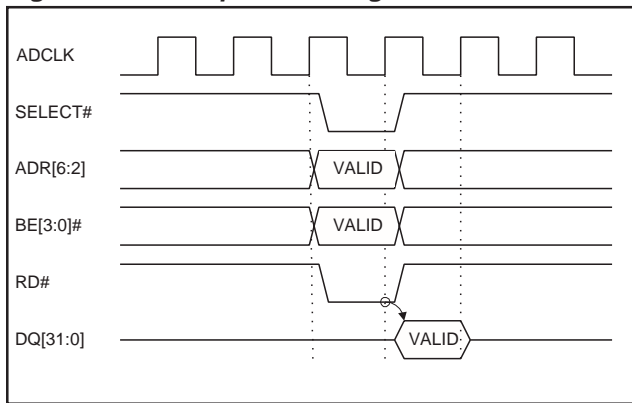 ADCLK
SELECT#
ADR[6:2]
VALID
BE[3:0]#
VALID
RD#
DQ[31:0]
VALID